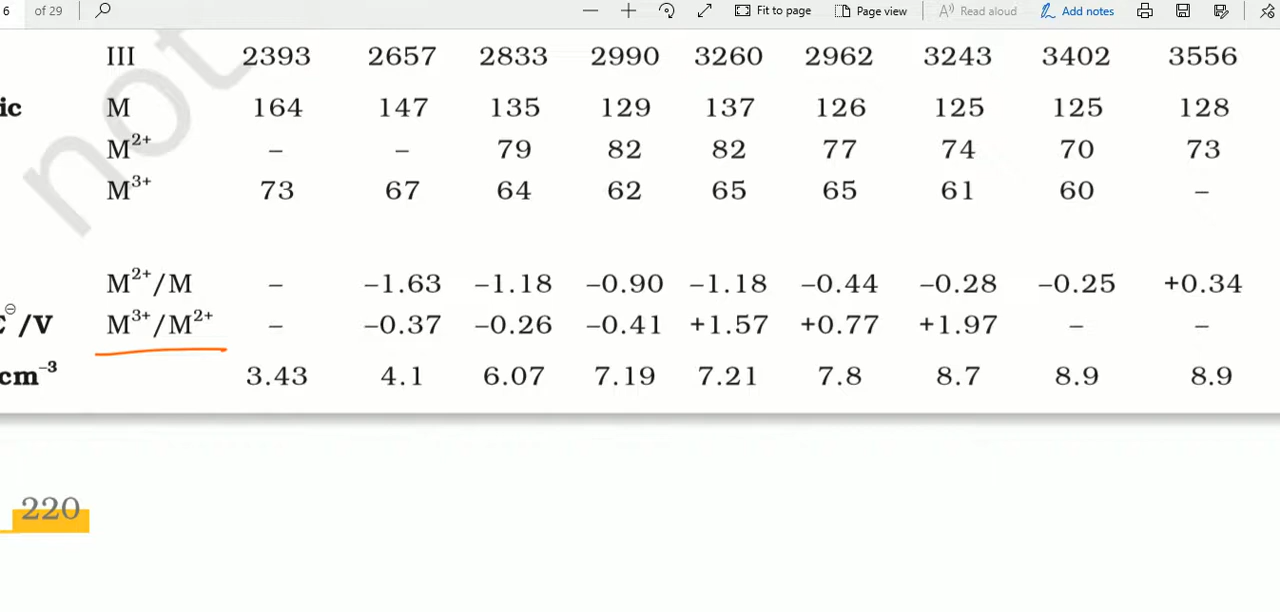 6 of 29 Fit to page Page view Read aloud Add notes
III 2393 2657 2833 2990 3260 2962 3243 3402 3556
ic M 164 147 135 129 137 126 125 125 128
M²⁺ – – 79 82 82 77 74 70 73
M³⁺ 73 67 64 62 65 65 61 60 –
M²⁺/M – –1.63 –1.18 –0.90 –1.18 –0.44 –0.28 –0.25 +0.34
/V M³⁺/M²⁺ – –0.37 –0.26 –0.41 +1.57 +0.77 +1.97 – –
cm⁻³ 3.43 4.1 6.07 7.19 7.21 7.8 8.7 8.9 8.9
not
220